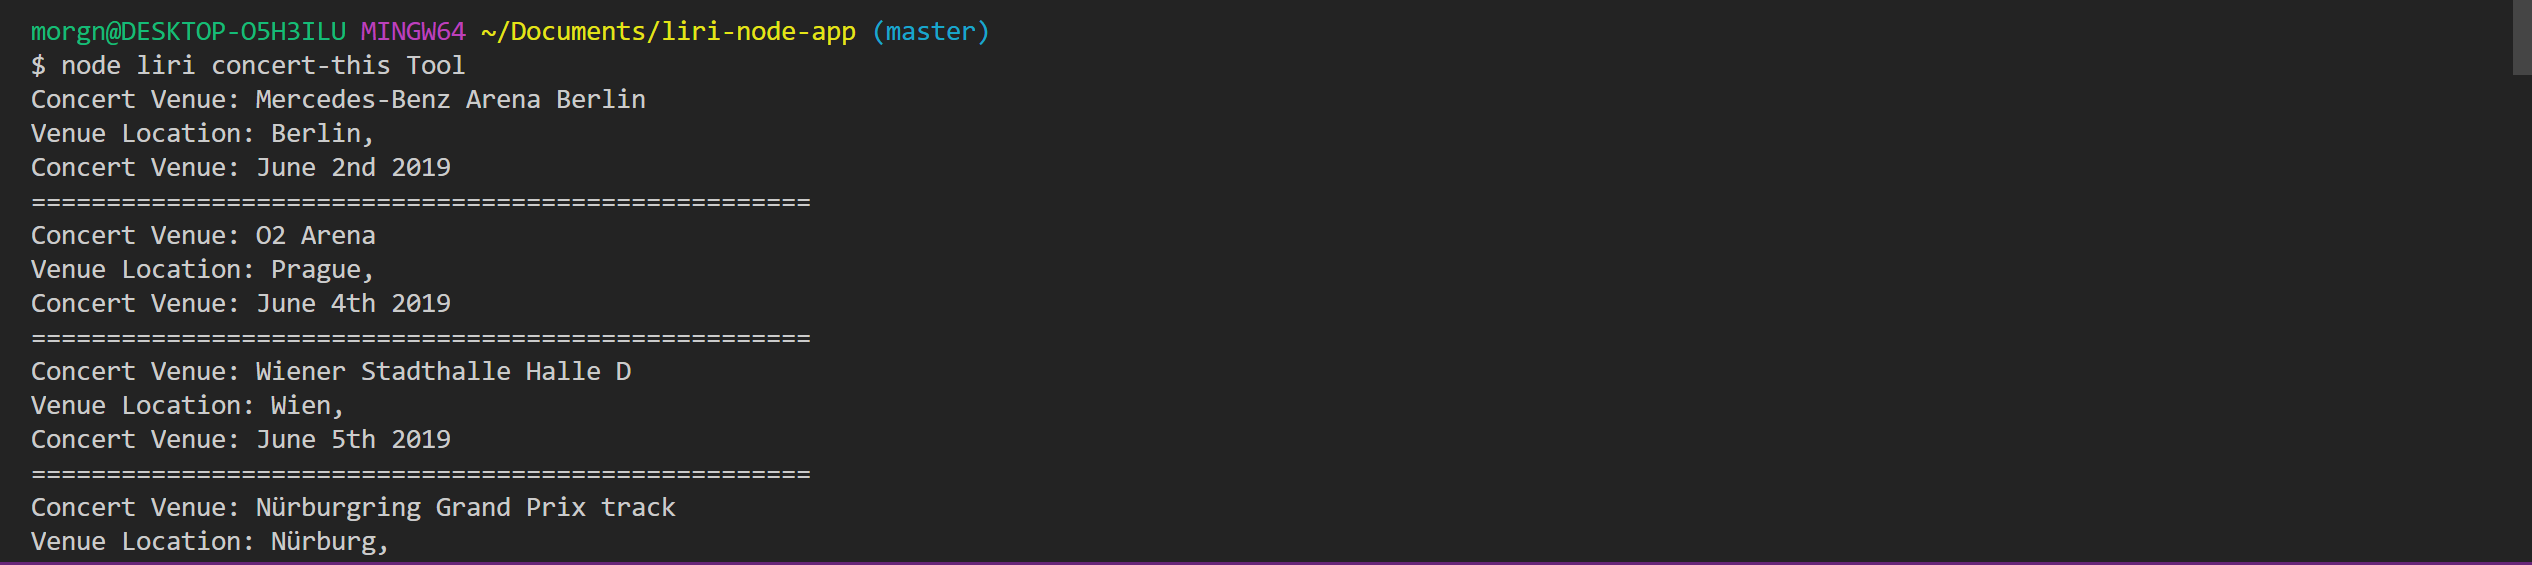 morgn@DESKTOP-O5H3ILU MINGW64 ~/Documents/liri-node-app (master)
$ node liri concert-this Tool
Concert Venue: Mercedes-Benz Arena Berlin
Venue Location: Berlin,
Concert Venue: June 2nd 2019
====================================================
Concert Venue: O2 Arena
Venue Location: Prague,
Concert Venue: June 4th 2019
====================================================
Concert Venue: Wiener Stadthalle Halle D
Venue Location: Wien,
Concert Venue: June 5th 2019
====================================================
Concert Venue: Nürburgring Grand Prix track
Venue Location: Nürburg,